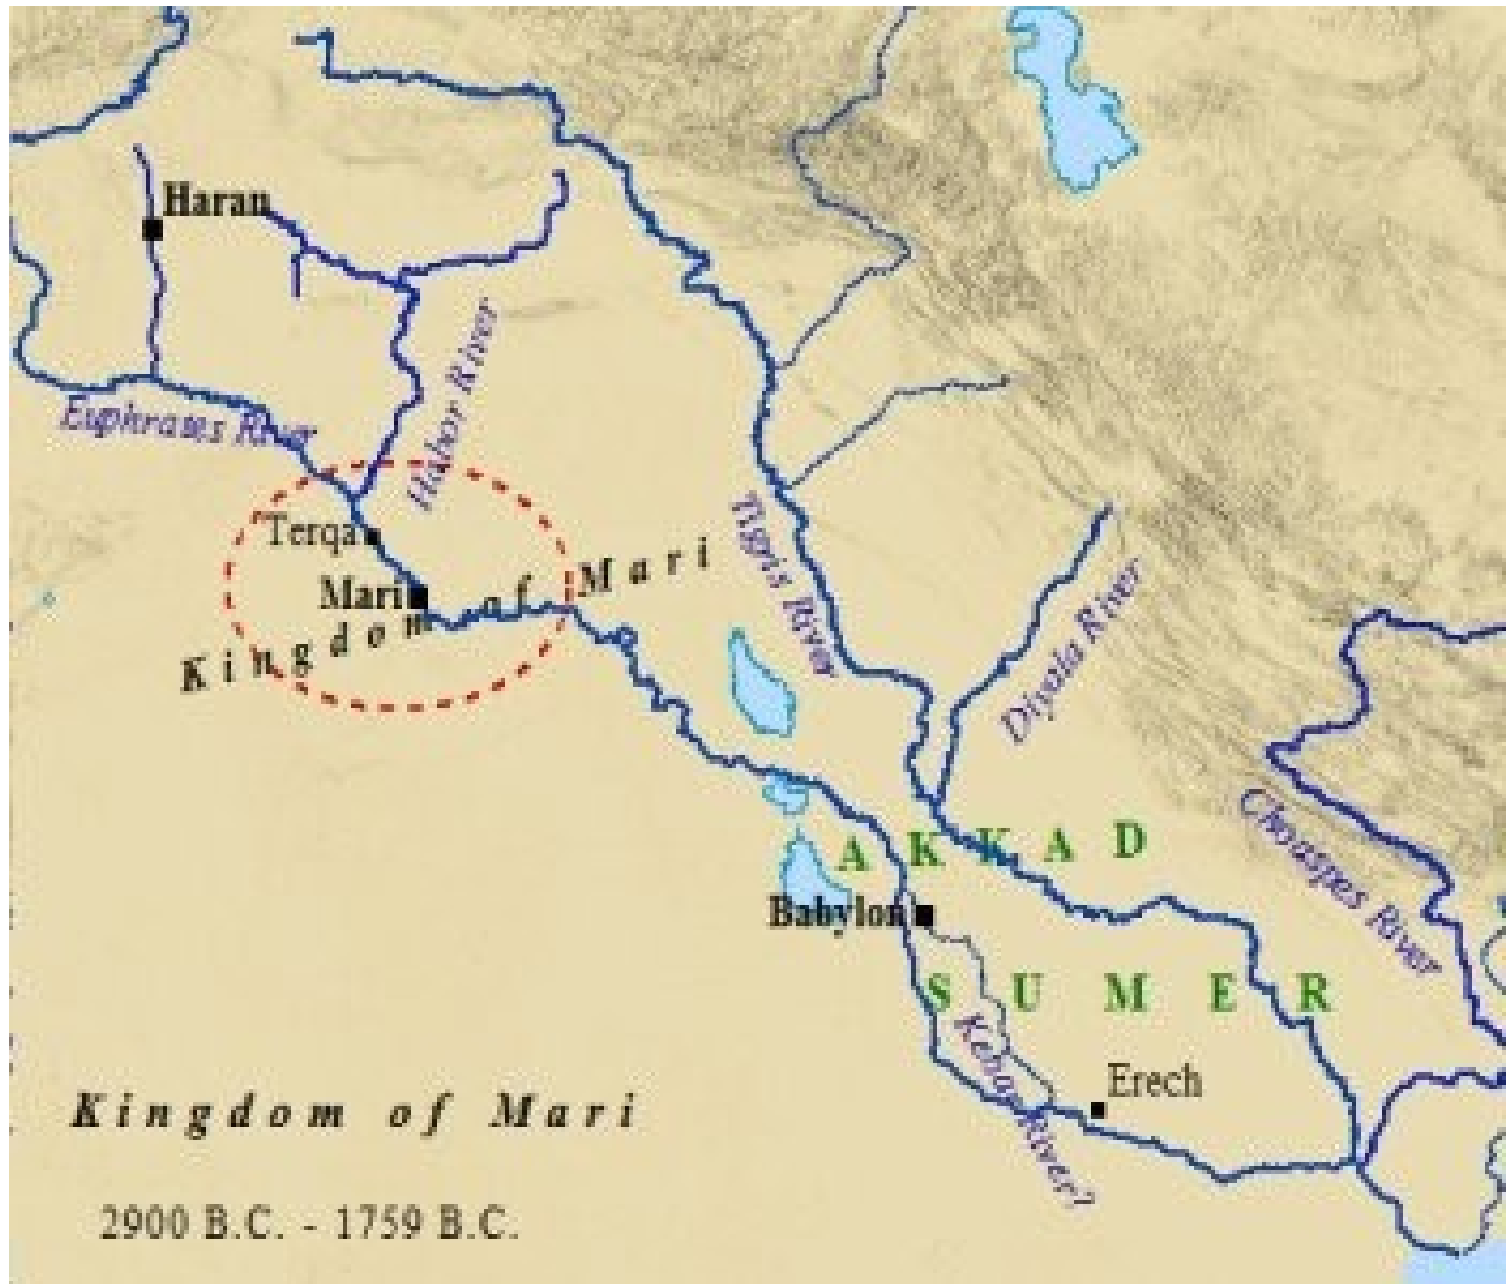 Haran
Habor River
Euphrates River
Terqa
Mari
Kingdom of Mari
Tigris River
Diyala River
Choaspes River
AKKAD
Babylon
SUMER
Kebar River?
Erech
Kingdom of Mari
2900 B.C. - 1759 B.C.